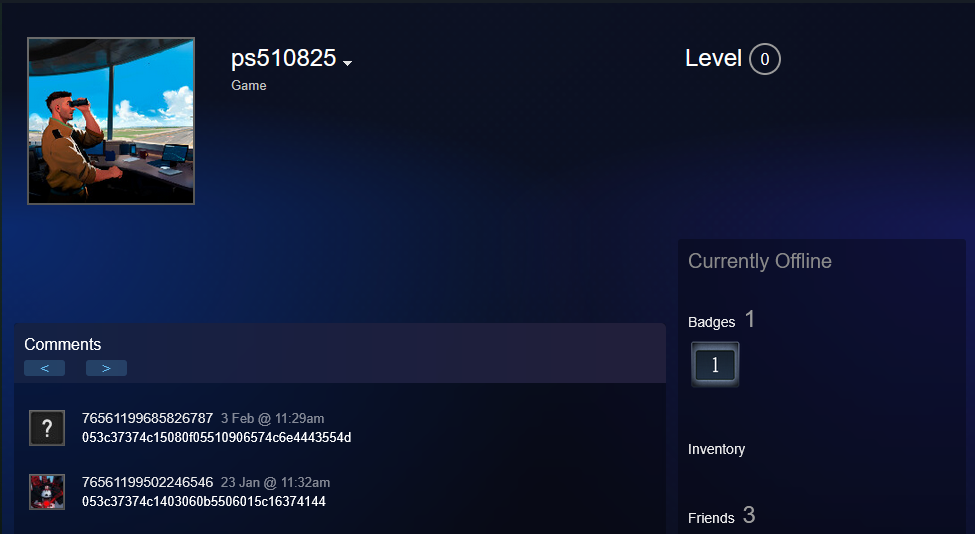 ps510825
Game
Level 0
Currently Offline
Badges 1
1
Inventory
Friends 3
Comments
< >
?
76561199685826787 3 Feb @ 11:29am
053c37374c15080f05510906574c6e4443554d
76561199502246546 23 Jan @ 11:32am
053c37374c1403060b5506015c16374144